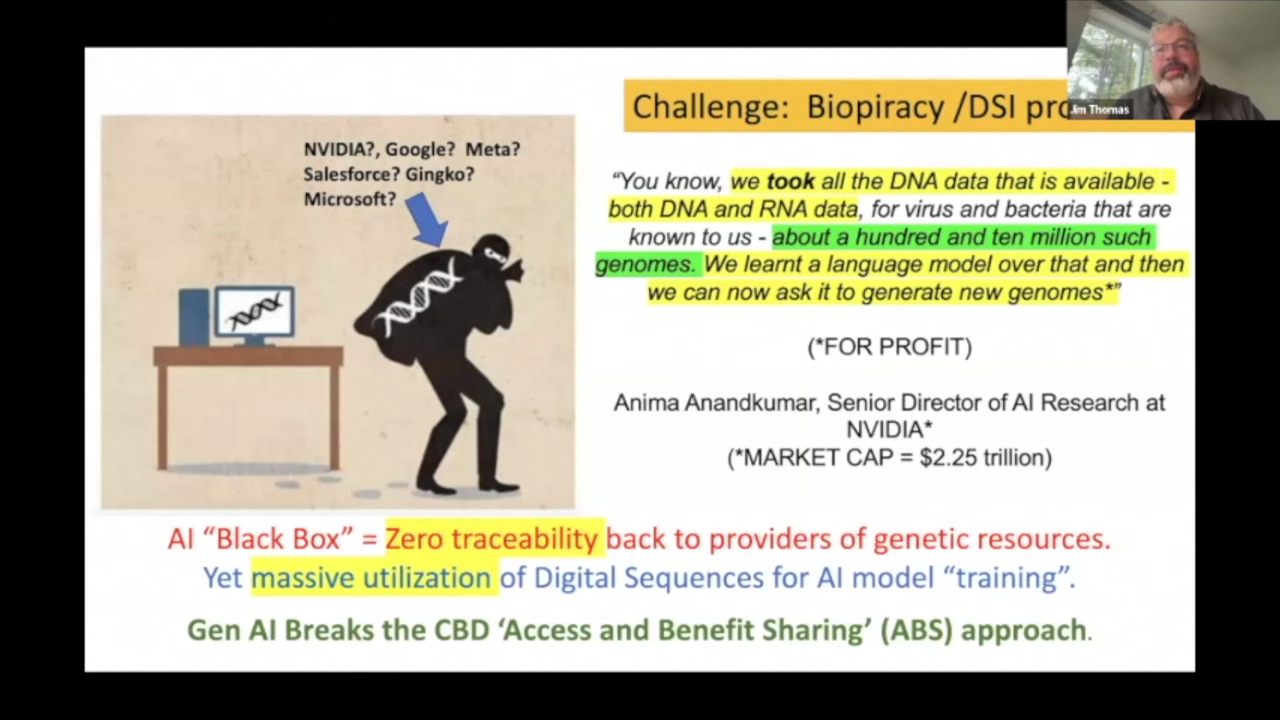 Challenge: Biopiracy /DSI
Jim Thomas
NVIDIA?, Google? Meta?
Salesforce? Gingko?
Microsoft?
“You know, we took all the DNA data that is available -
both DNA and RNA data, for virus and bacteria that are
known to us - about a hundred and ten million such
genomes. We learnt a language model over that and then
we can now ask it to generate new genomes*”
(*FOR PROFIT)
Anima Anandkumar, Senior Director of AI Research at
NVIDIA*
(*MARKET CAP = $2.25 trillion)
AI “Black Box” = Zero traceability back to providers of genetic resources.
Yet massive utilization of Digital Sequences for AI model “training”.
Gen AI Breaks the CBD ‘Access and Benefit Sharing’ (ABS) approach.